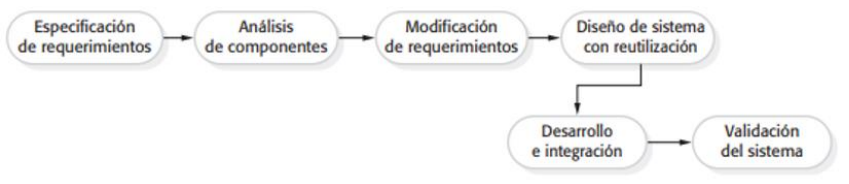 Especificación
de requerimientos
Análisis
de componentes
Modificación
de requerimientos
Diseño de sistema
con reutilización
Desarrollo
e integración
Validación
del sistema